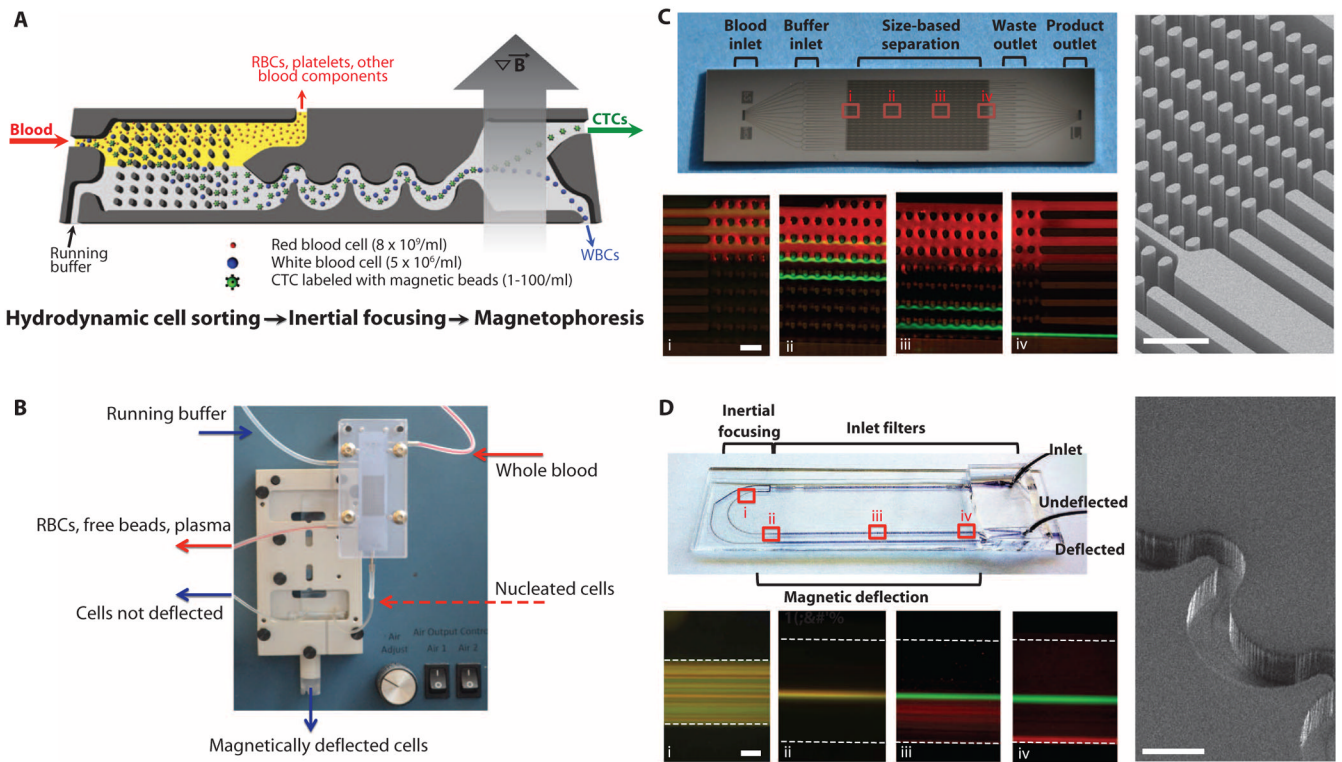 A
RBCs, platelets, other
blood components
∇B
Blood
CTCs
Running
buffer
WBCs
Red blood cell (8 x 10⁹/ml)
White blood cell (5 x 10⁶/ml)
CTC labeled with magnetic beads (1-100/ml)
Hydrodynamic cell sorting → Inertial focusing → Magnetophoresis
B
Running buffer
Whole blood
RBCs, free beads, plasma
Nucleated cells
Cells not deflected
Air
Adjust
Air Output Contro
Air 1
Air 2
Magnetically deflected cells
C
Blood
inlet
Buffer
inlet
Size-based
separation
Waste
outlet
Product
outlet
i
ii
iii
iv
i
ii
iii
iv
D
Inertial
focusing
Inlet filters
Inlet
Undeflected
Deflected
i
ii
iii
iv
Magnetic deflection
i
ii
iii
iv